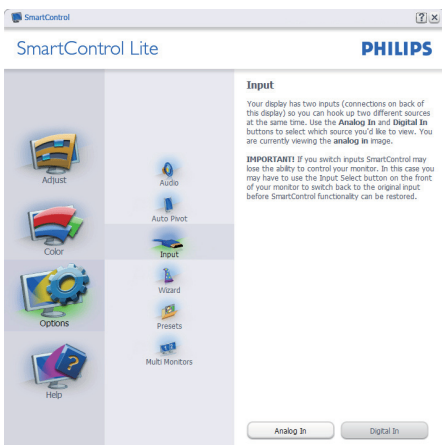 SmartControl
? x
SmartControl Lite
PHILIPS
Adjust
Color
Options
Help
Audio
Auto Pivot
Input
Wizard
Presets
Multi Monitors
Input
Your display has two inputs (connections on back of
this display) so you can hook up two different sources
at the same time. Use the Analog In and Digital In
buttons to select which source you'd like to view. You
are currently viewing the analog in image.
IMPORTANT! If you switch inputs SmartControl may
lose the ability to control your monitor. In this case you
may have to use the Input Select button on the front
of your monitor to switch back to the original input
before SmartControl functionality can be restored.
Analog In
Digital In